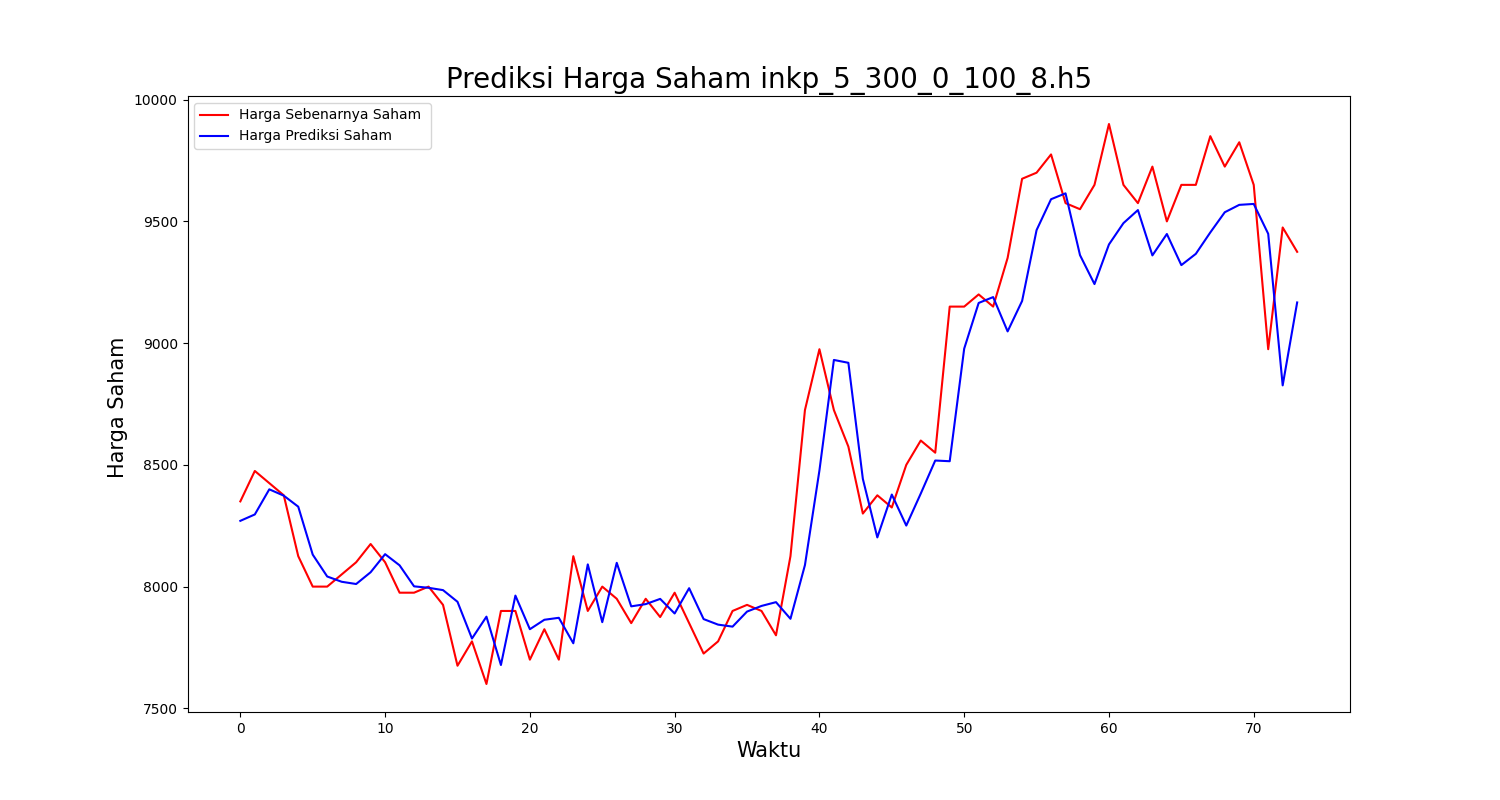 Prediksi Harga Saham inkp_5_300_0_100_8.h5
Harga Sebenarnya Saham
Harga Prediksi Saham
Harga Saham
10000
9500
9000
8500
8000
7500
0 10 20 30 40 50 60 70
Waktu